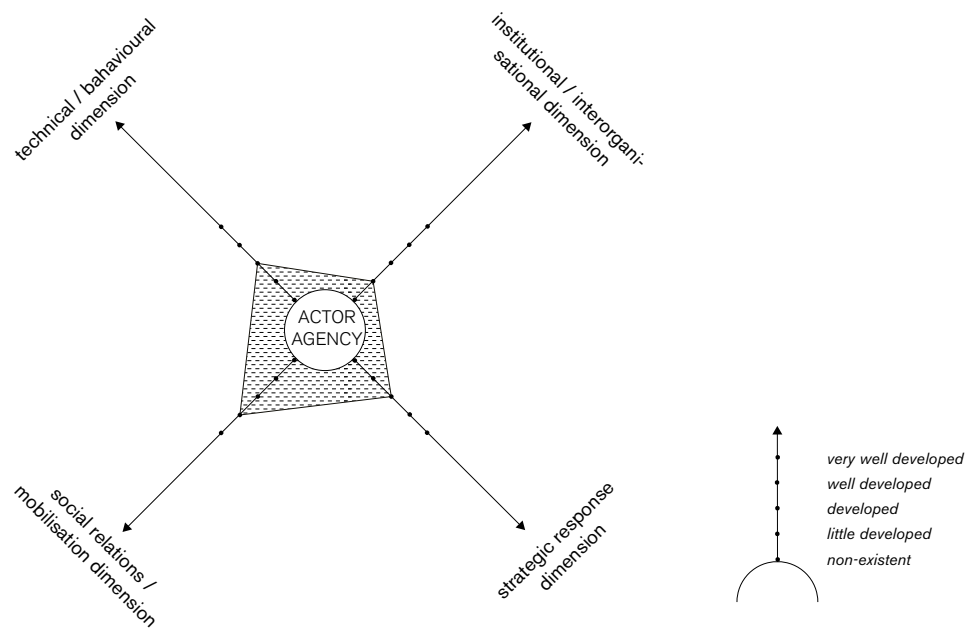 technical / bahavioural
dimension
institutional / interorgani-
sational dimension
ACTOR
AGENCY
social relations /
mobilisation dimension
strategic response
dimension
very well developed
well developed
developed
little developed
non-existent